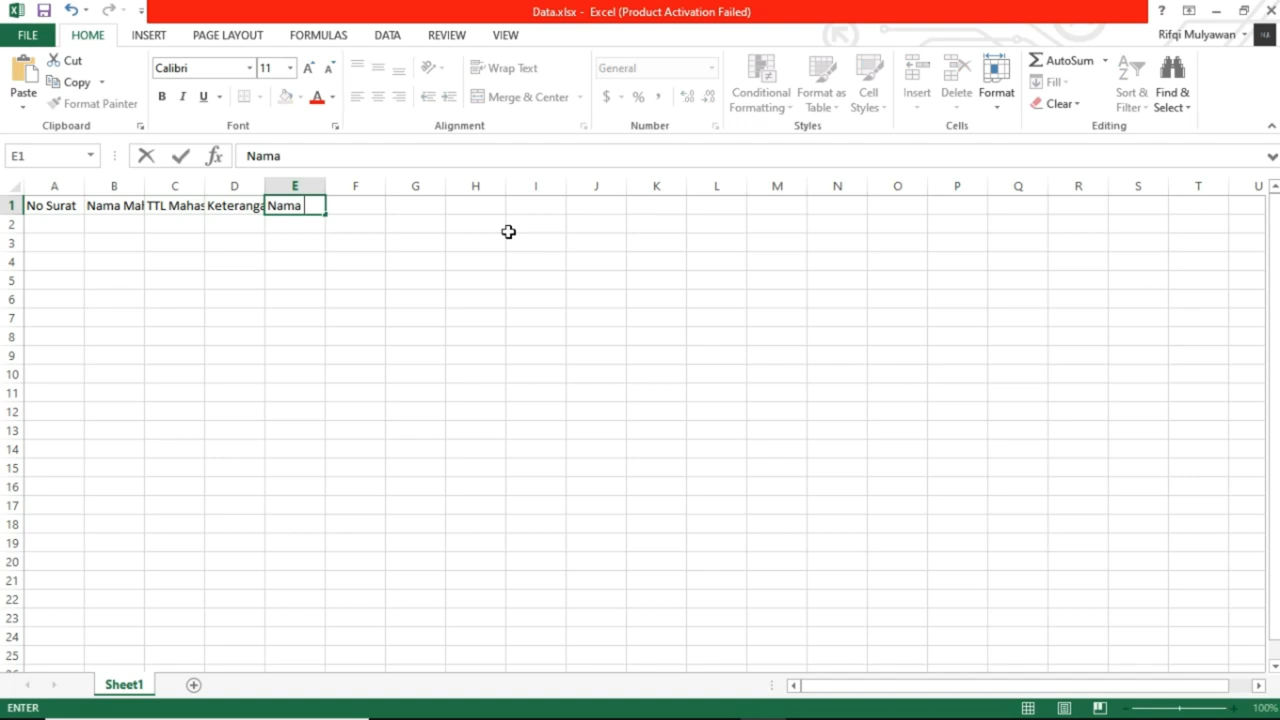 Data.xlsx - Excel (Product Activation Failed)
FILE HOME INSERT PAGE LAYOUT FORMULAS DATA REVIEW VIEW Rifqi Mulyawan
Paste
Cut
Copy
Format Painter
Clipboard
Calibri 11
B I U A
Font
Wrap Text
Merge & Center
Alignment
General
$ % ,
Number
Conditional Formatting
Format as Table
Cell Styles
Styles
Insert Delete Format
Cells
AutoSum
Fill
Clear
Sort & Filter
Find & Select
Editing
E1 fx Nama
A B C D E F G H I J K L M N O P Q R S T U
1 No Surat Nama Mah TTL Mahas Keteranga Nama
2
3
4
5
6
7
8
9
10
11
12
13
14
15
16
17
18
19
20
21
22
23
24
25
Sheet1
ENTER 100%